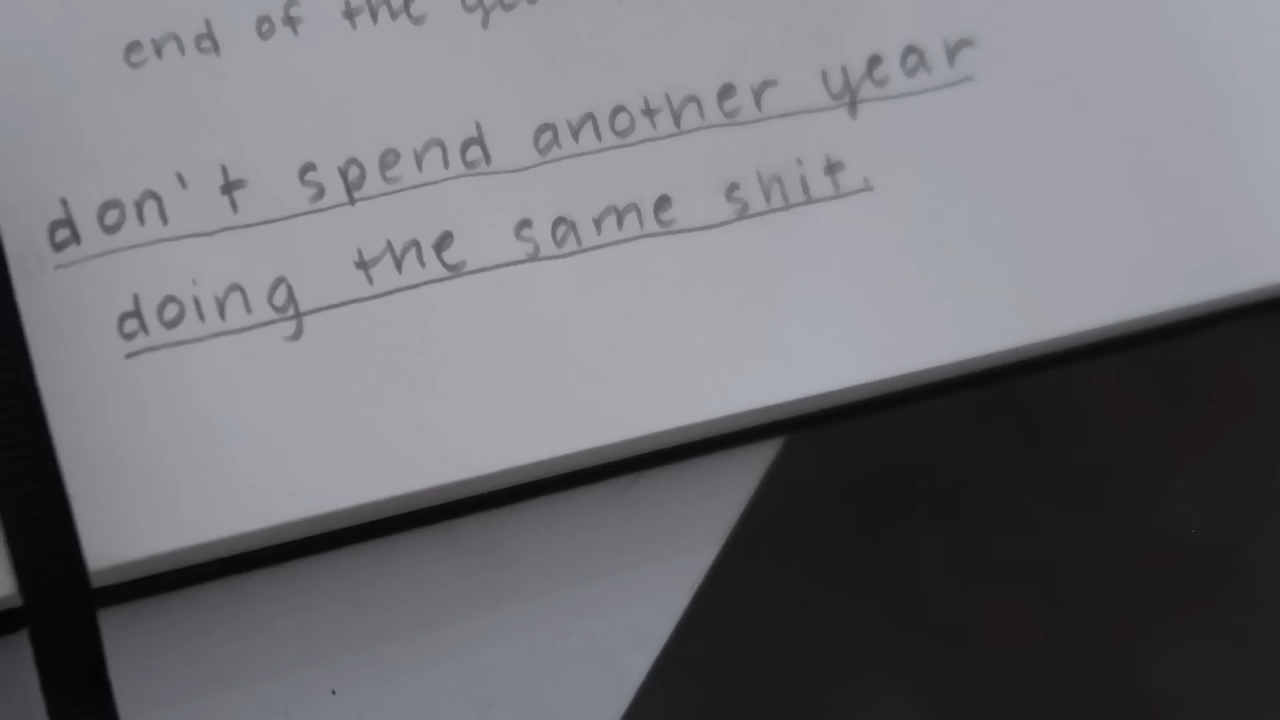 end of the
don't spend another year
doing the same shit.